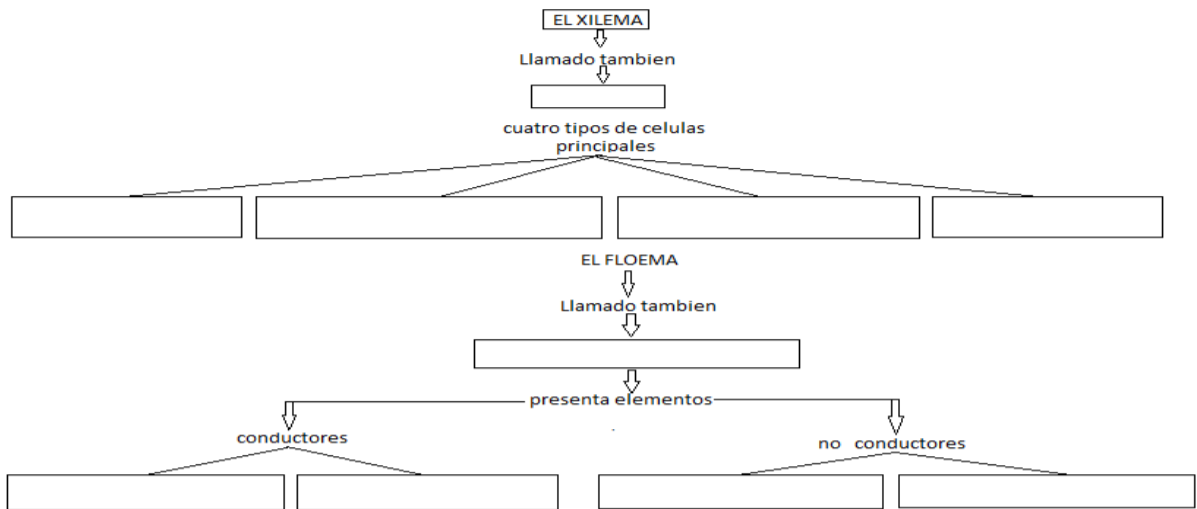 EL XILEMA
Llamado tambien
cuatro tipos de celulas
principales
EL FLOEMA
Llamado tambien
presenta elementos
conductores
no conductores